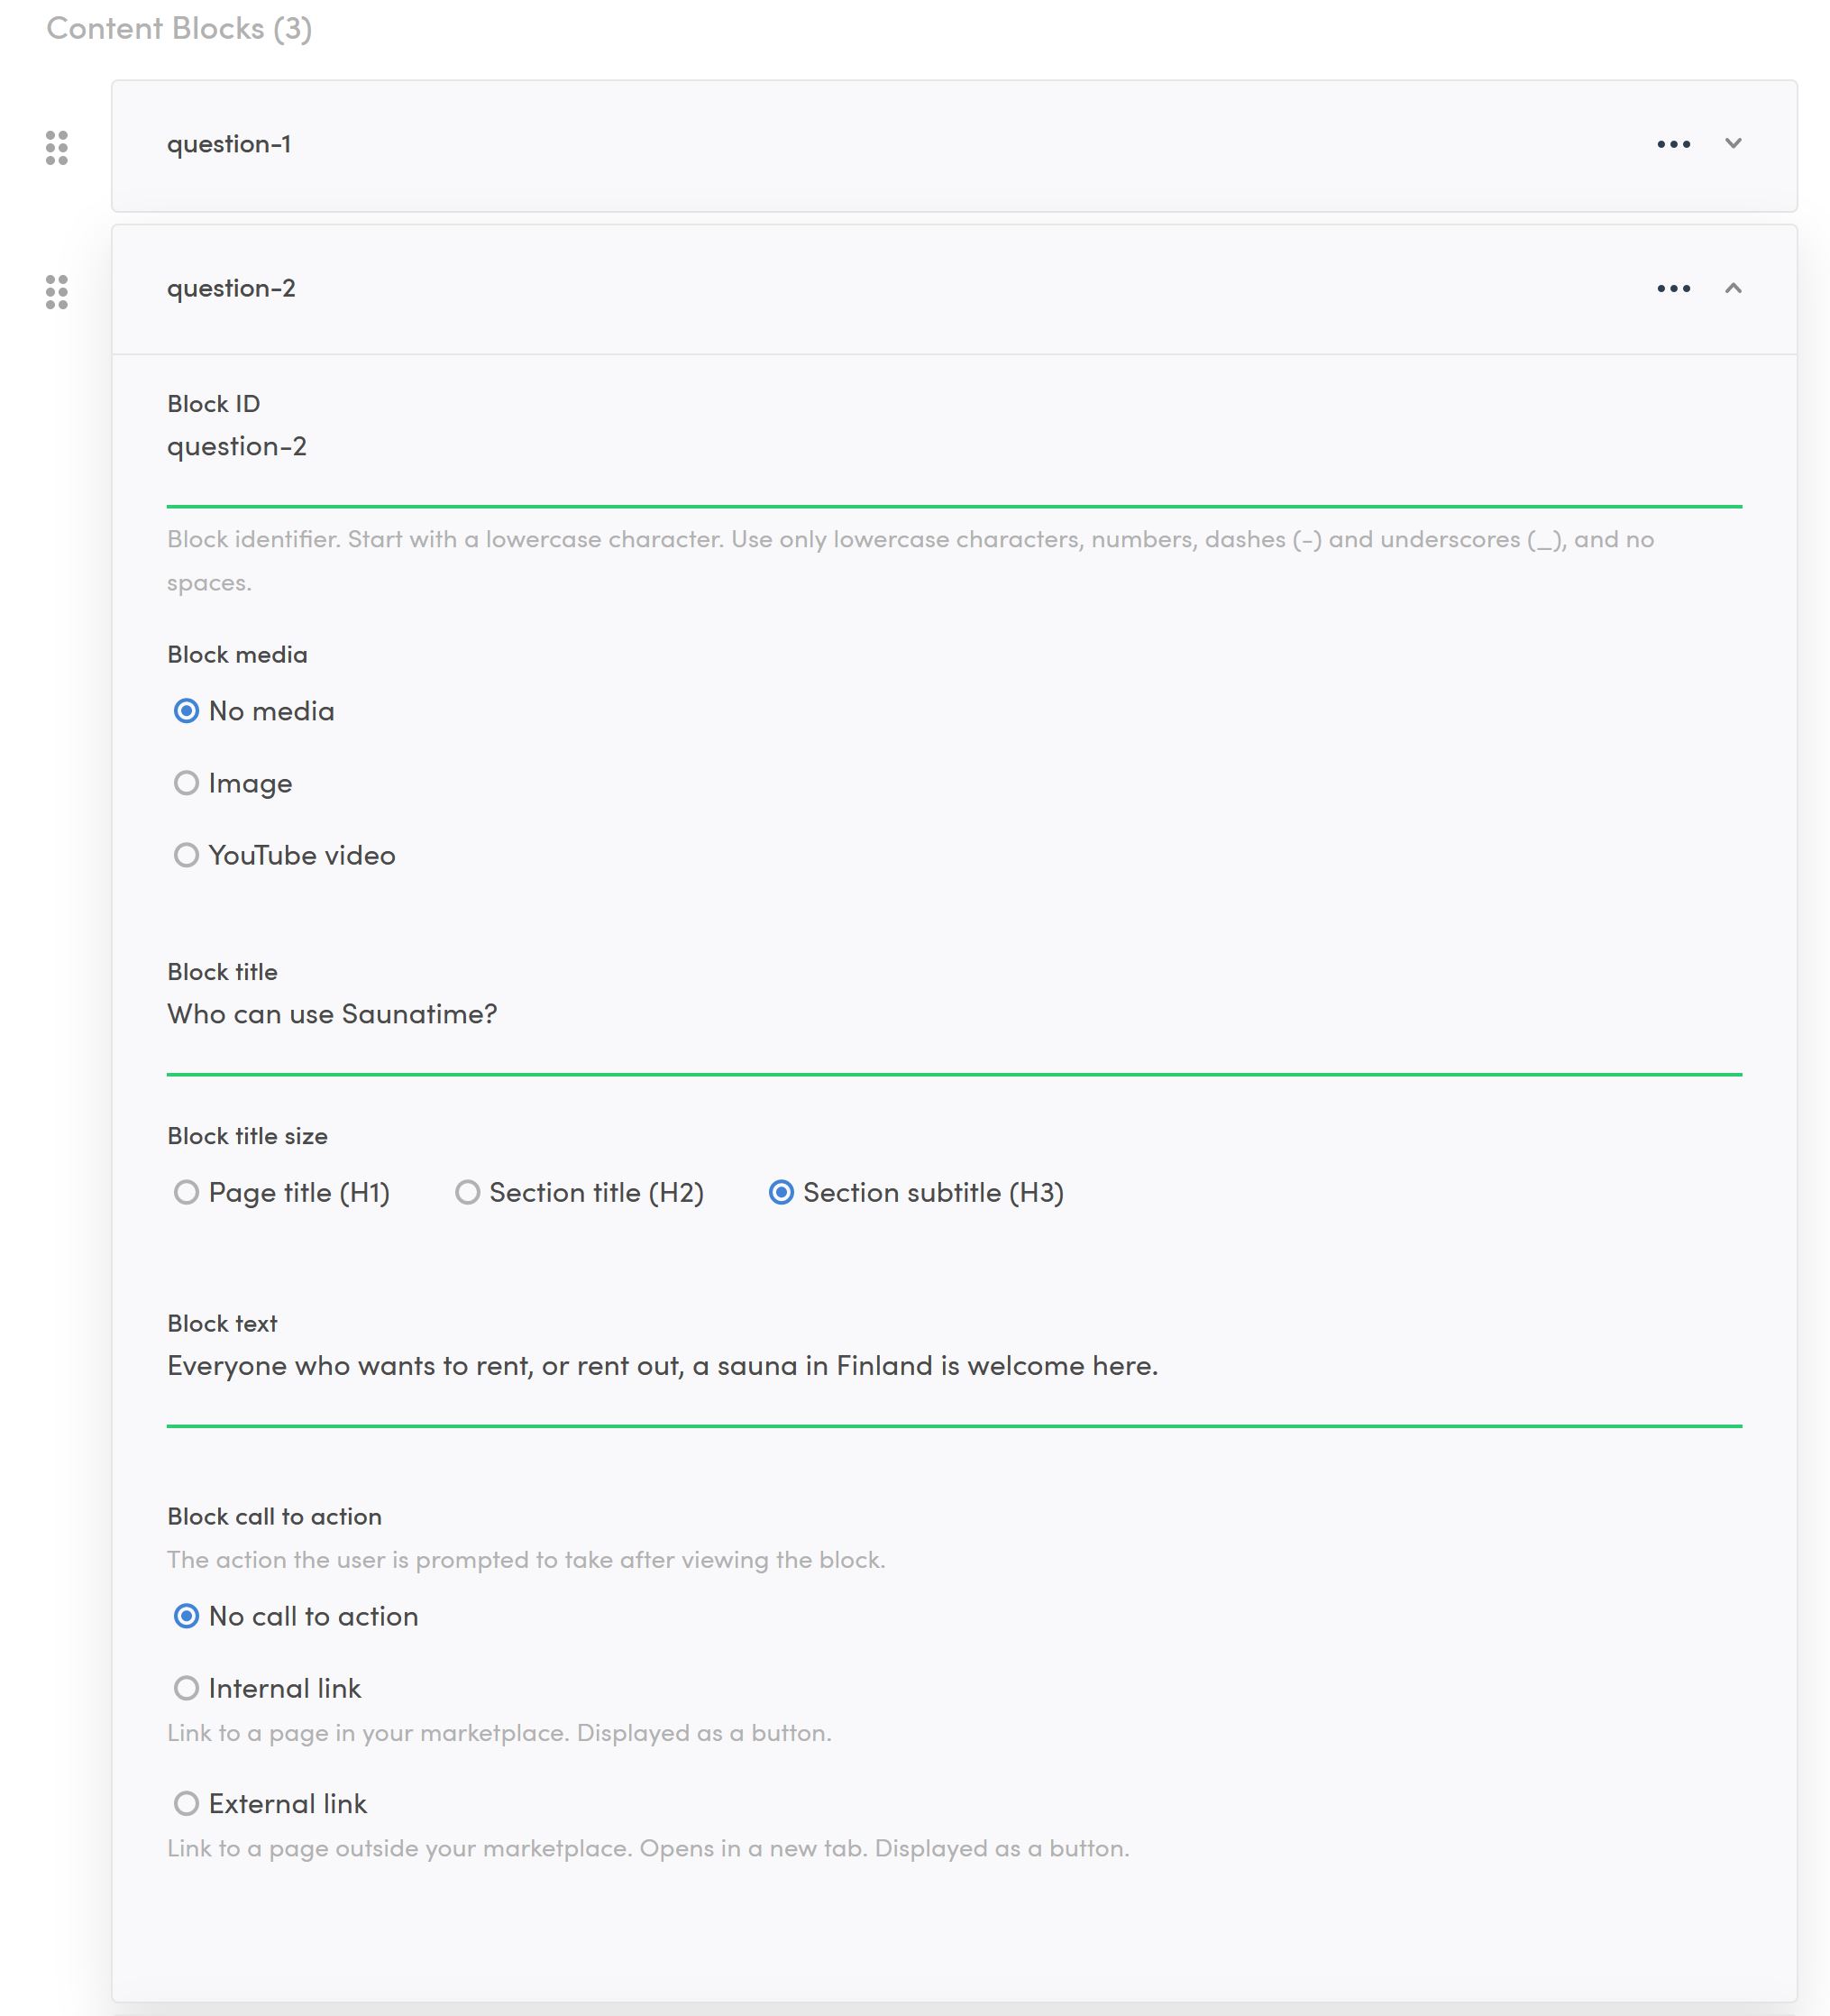 Content Blocks (3)
question-1
question-2
Block ID
question-2
Block identifier. Start with a lowercase character. Use only lowercase characters, numbers, dashes (-) and underscores (_), and no
spaces.
Block media
No media
Image
YouTube video
Block title
Who can use Saunatime?
Block title size
Page title (H1) Section title (H2) Section subtitle (H3)
Block text
Everyone who wants to rent, or rent out, a sauna in Finland is welcome here.
Block call to action
The action the user is prompted to take after viewing the block.
No call to action
Internal link
Link to a page in your marketplace. Displayed as a button.
External link
Link to a page outside your marketplace. Opens in a new tab. Displayed as a button.